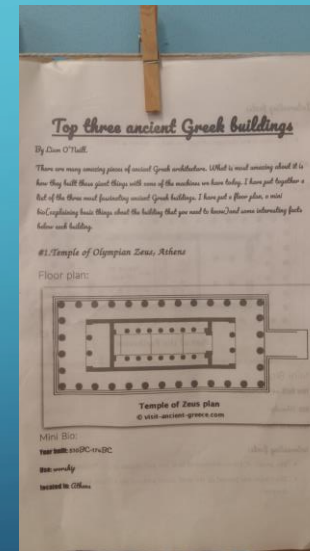 Top three ancient Greek buildings
By Liam O'Neill.
There are many amazing pieces of ancient Greek architecture. What is most amazing about it is
how they built these giant things with none of the machines we have today. I have put together a
list of the three most fascinating ancient Greek buildings. I have put a floor plan, a mini
bio(explaining basic things about the building that you need to know)and some interesting facts
below each building.
#1/Temple of Olympian Zeus, Athens
Floor plan:
Temple of Zeus plan
© visit-ancient-greece.com
Mini Bio:
Year built: BC-174BC
Use: worship
located in: Athens